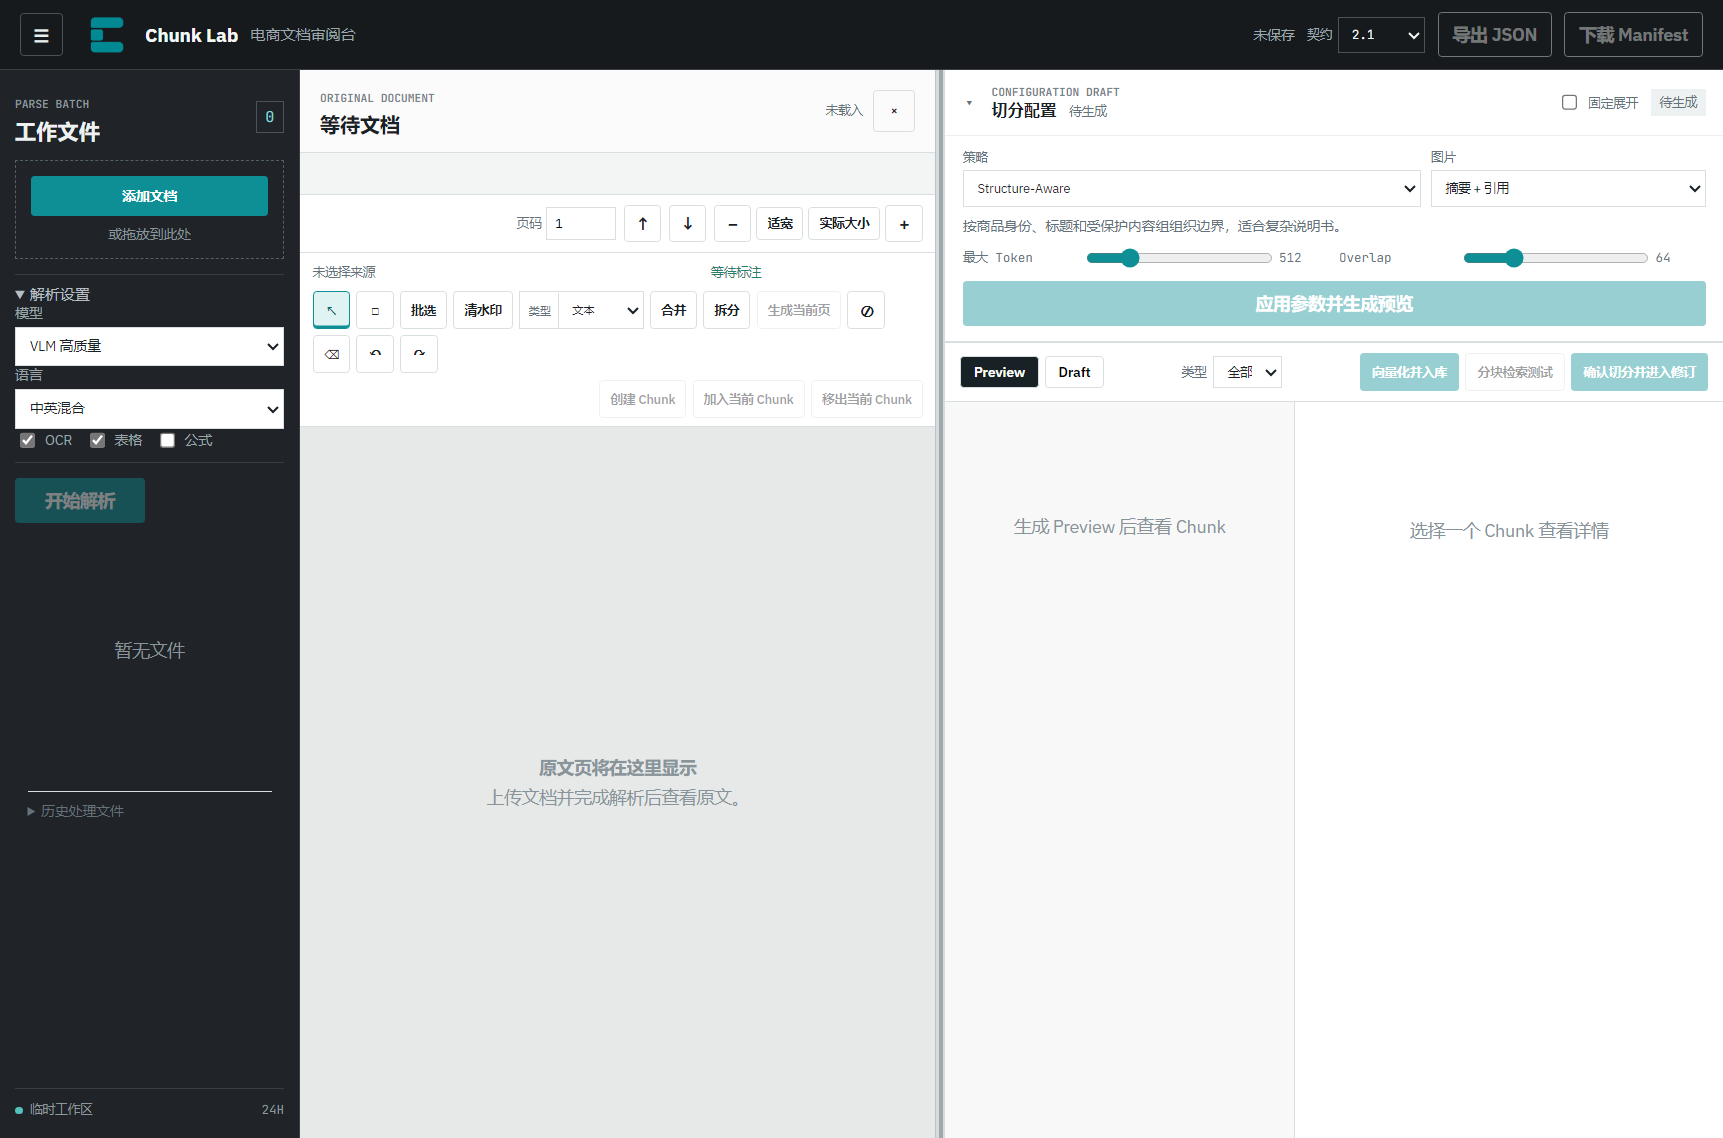 ☰ Chunk Lab 电商文档审阅台
未保存 契约 2.1 导出 JSON 下载 Manifest
PARSE BATCH
工作文件
0
添加文档
或拖放到此处
▼ 解析设置
模型
VLM 高质量
语言
中英混合
OCR 表格 公式
开始解析
暂无文件
▶ 历史处理文件
临时工作区 24H
ORIGINAL DOCUMENT
等待文档
未载入 ×
页码 1 ↑ ↓ − 适宽 实际大小 +
未选择来源 等待标注
↖ □ 批选 清水印 类型 文本 合并 拆分 生成当前页 ⊘
⌫ ↶ ↷
创建 Chunk 加入当前 Chunk 移出当前 Chunk
原文页将在这里显示
上传文档并完成解析后查看原文。
CONFIGURATION DRAFT
▾ 切分配置 待生成
固定展开 待生成
策略 图片
Structure-Aware 摘要 + 引用
按商品身份、标题和受保护内容组组织边界，适合复杂说明书。
最大 Token 512 Overlap 64
应用参数并生成预览
Preview Draft 类型 全部 向量化并入库 分块检索测试 确认切分并进入修订
生成 Preview 后查看 Chunk
选择一个 Chunk 查看详情